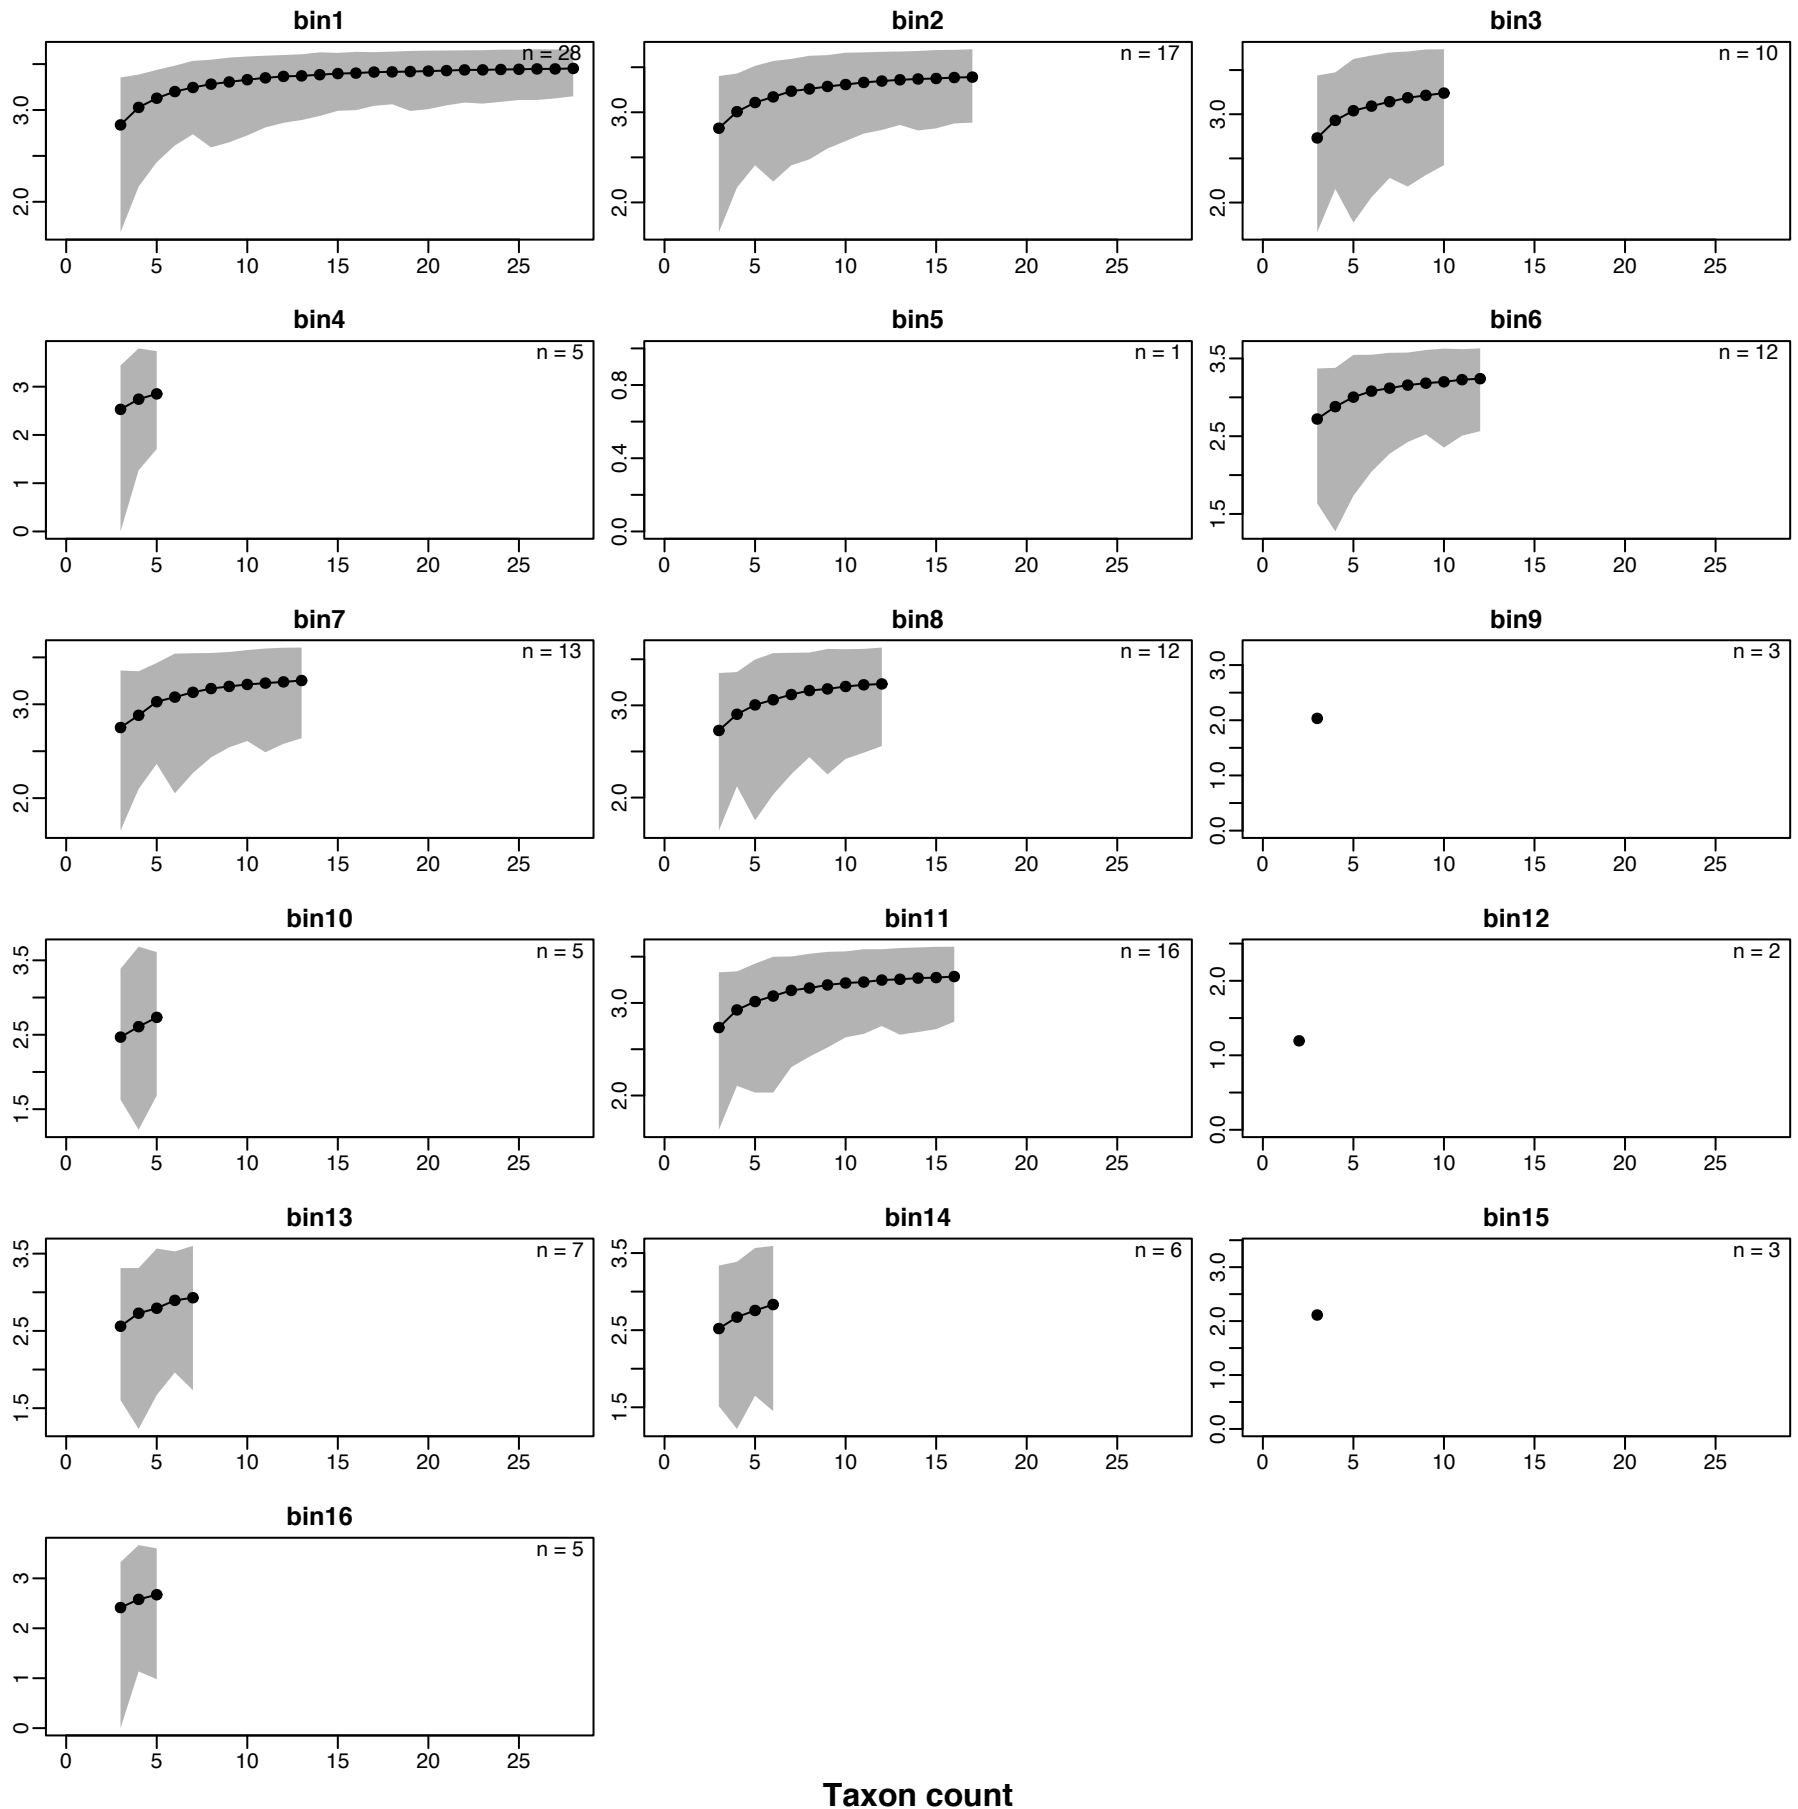 bin1 bin2 bin3
n = 28 n = 17 n = 10
2.0 3.0 2.0 3.0 2.0 3.0
0 5 10 15 20 25 0 5 10 15 20 25 0 5 10 15 20 25
bin4 bin5 bin6
n = 5 n = 1 n = 12
0 1 2 3 0.0 0.4 0.8 1.5 2.5 3.5
0 5 10 15 20 25 0 5 10 15 20 25 0 5 10 15 20 25
bin7 bin8 bin9
n = 13 n = 12 n = 3
2.0 3.0 2.0 3.0 0.0 1.0 2.0 3.0
0 5 10 15 20 25 0 5 10 15 20 25 0 5 10 15 20 25
bin10 bin11 bin12
n = 5 n = 16 n = 2
1.5 2.5 3.5 2.0 3.0 0.0 1.0 2.0
0 5 10 15 20 25 0 5 10 15 20 25 0 5 10 15 20 25
bin13 bin14 bin15
n = 7 n = 6 n = 3
1.5 2.5 3.5 1.5 2.5 3.5 0.0 1.0 2.0 3.0
0 5 10 15 20 25 0 5 10 15 20 25 0 5 10 15 20 25
bin16
n = 5
0 1 2 3
0 5 10 15 20 25
Taxon count